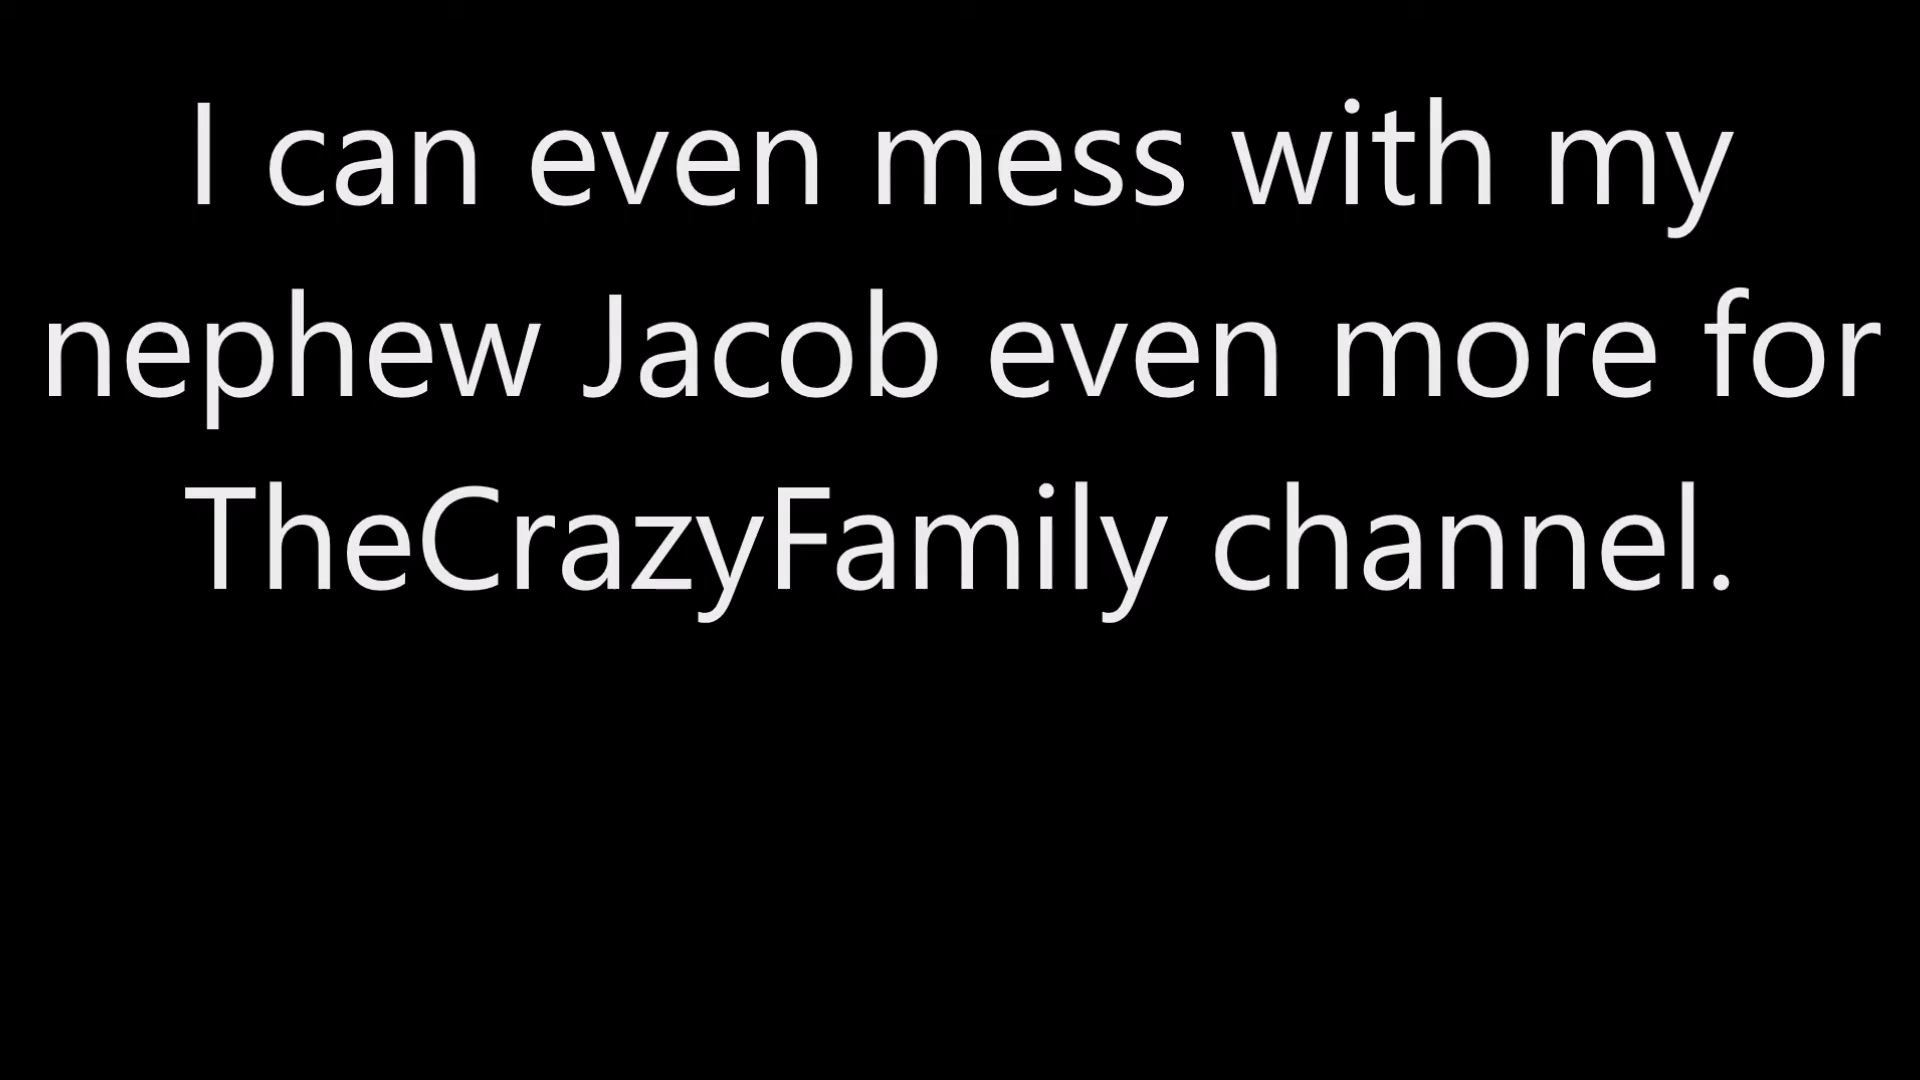 I can even mess with my
nephew Jacob even more for
TheCrazyFamily channel.